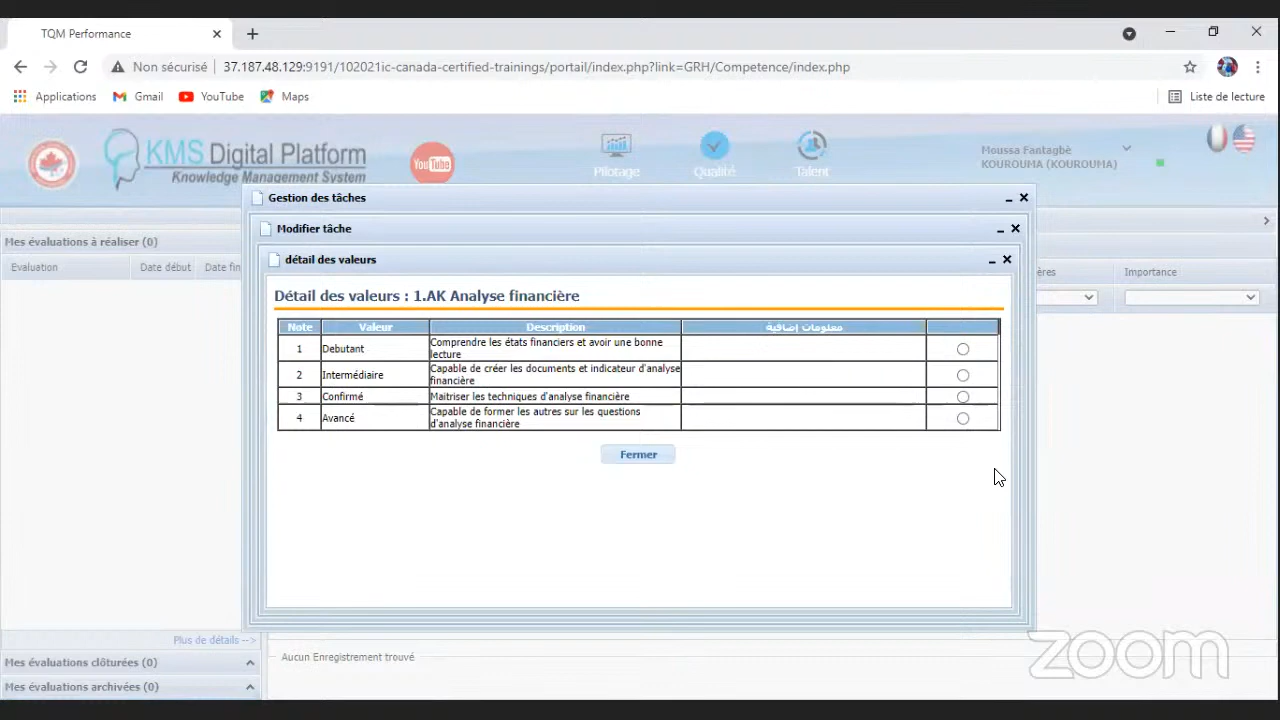 TQM Performance
Non sécurisé
37.187.48.129:9191/102021ic-canada-certified-trainings/portail/index.php?link=GRH/Competence/index.php
Applications
Gmail
YouTube
Maps
Liste de lecture
KMS Digital Platform
Knowledge Management System
YouTube
Pilotage
Qualité
Talent
Moussa Fantagbè
KOUROUMA (KOUROUMA)
Gestion des tâches
Modifier tâche
détail des valeurs
Mes évaluations à réaliser (0)
Evaluation
Date début
Date fin
ères
Importance
Détail des valeurs : 1.AK Analyse financière
Note
Valeur
Description
معلومات إضافية
1
Debutant
Comprendre les états financiers et avoir une bonne
lecture
2
Intermédiaire
Capable de créer les documents et indicateur d'analyse
financière
3
Confirmé
Maitriser les techniques d'analyse financière
4
Avancé
Capable de former les autres sur les questions
d'analyse financière
Fermer
Plus de détails -->
Mes évaluations clôturées (0)
Mes évaluations archivées (0)
Aucun Enregistrement trouvé
zoom